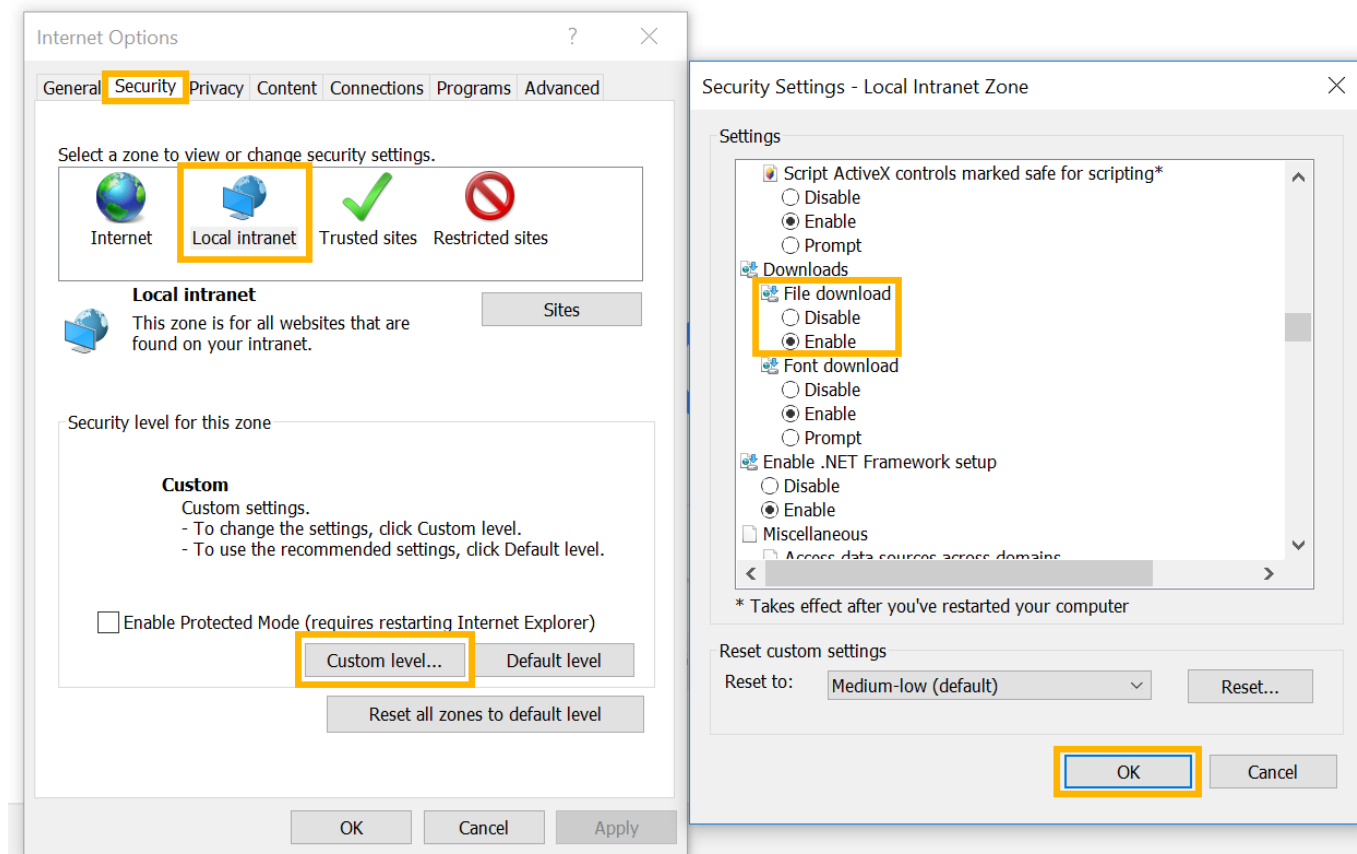 Internet Options
General Security Privacy Content Connections Programs Advanced
Select a zone to view or change security settings.
Internet Local intranet Trusted sites Restricted sites
Local intranet
This zone is for all websites that are
found on your intranet.
Sites
Security level for this zone
Custom
Custom settings.
- To change the settings, click Custom level.
- To use the recommended settings, click Default level.
Enable Protected Mode (requires restarting Internet Explorer)
Custom level... Default level
Reset all zones to default level
OK Cancel Apply
Security Settings - Local Intranet Zone
Settings
Script ActiveX controls marked safe for scripting*
Disable
Enable
Prompt
Downloads
File download
Disable
Enable
Font download
Disable
Enable
Prompt
Enable .NET Framework setup
Disable
Enable
Miscellaneous
Access data sources across domains
* Takes effect after you've restarted your computer
Reset custom settings
Reset to: Medium-low (default) Reset...
OK Cancel